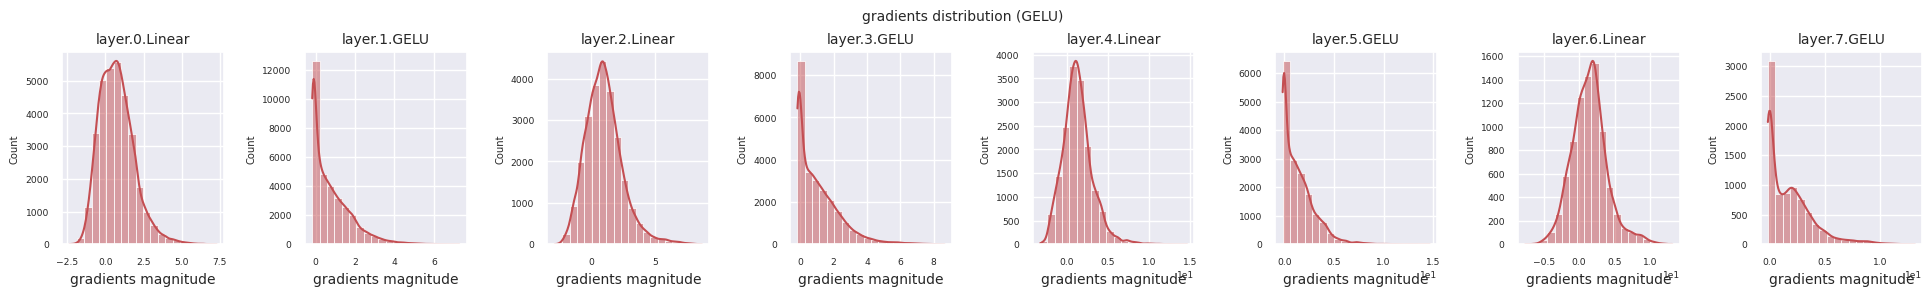 gradients distribution (GELU)
layer.0.Linear
5000
4000
3000
2000
1000
0
Count
−2.5 0.0 2.5 5.0 7.5
gradients magnitude
layer.1.GELU
12000
10000
8000
6000
4000
2000
0
Count
0 2 4 6
gradients magnitude
layer.2.Linear
4000
3000
2000
1000
0
Count
0 5
gradients magnitude
layer.3.GELU
8000
6000
4000
2000
0
Count
0 2 4 6 8
gradients magnitude
layer.4.Linear
4000
3500
3000
2500
2000
1500
1000
500
0
Count
0.0 0.5 1.0 1.5
1e1
gradients magnitude
layer.5.GELU
6000
5000
4000
3000
2000
1000
0
Count
0.0 0.5 1.0 1.5
1e1
gradients magnitude
layer.6.Linear
1600
1400
1200
1000
800
600
400
200
0
Count
−0.5 0.0 0.5 1.0
1e1
gradients magnitude
layer.7.GELU
3000
2500
2000
1500
1000
500
0
Count
0.0 0.5 1.0
1e1
gradients magnitude